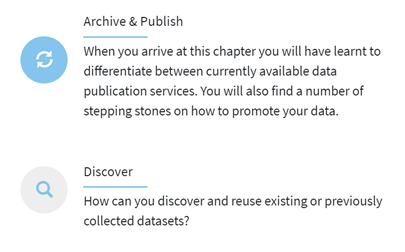 Archive & Publish
When you arrive at this chapter you will have learnt to
differentiate between currently available data
publication services. You will also find a number of
stepping stones on how to promote your data.
Discover
How can you discover and reuse existing or previously
collected datasets?